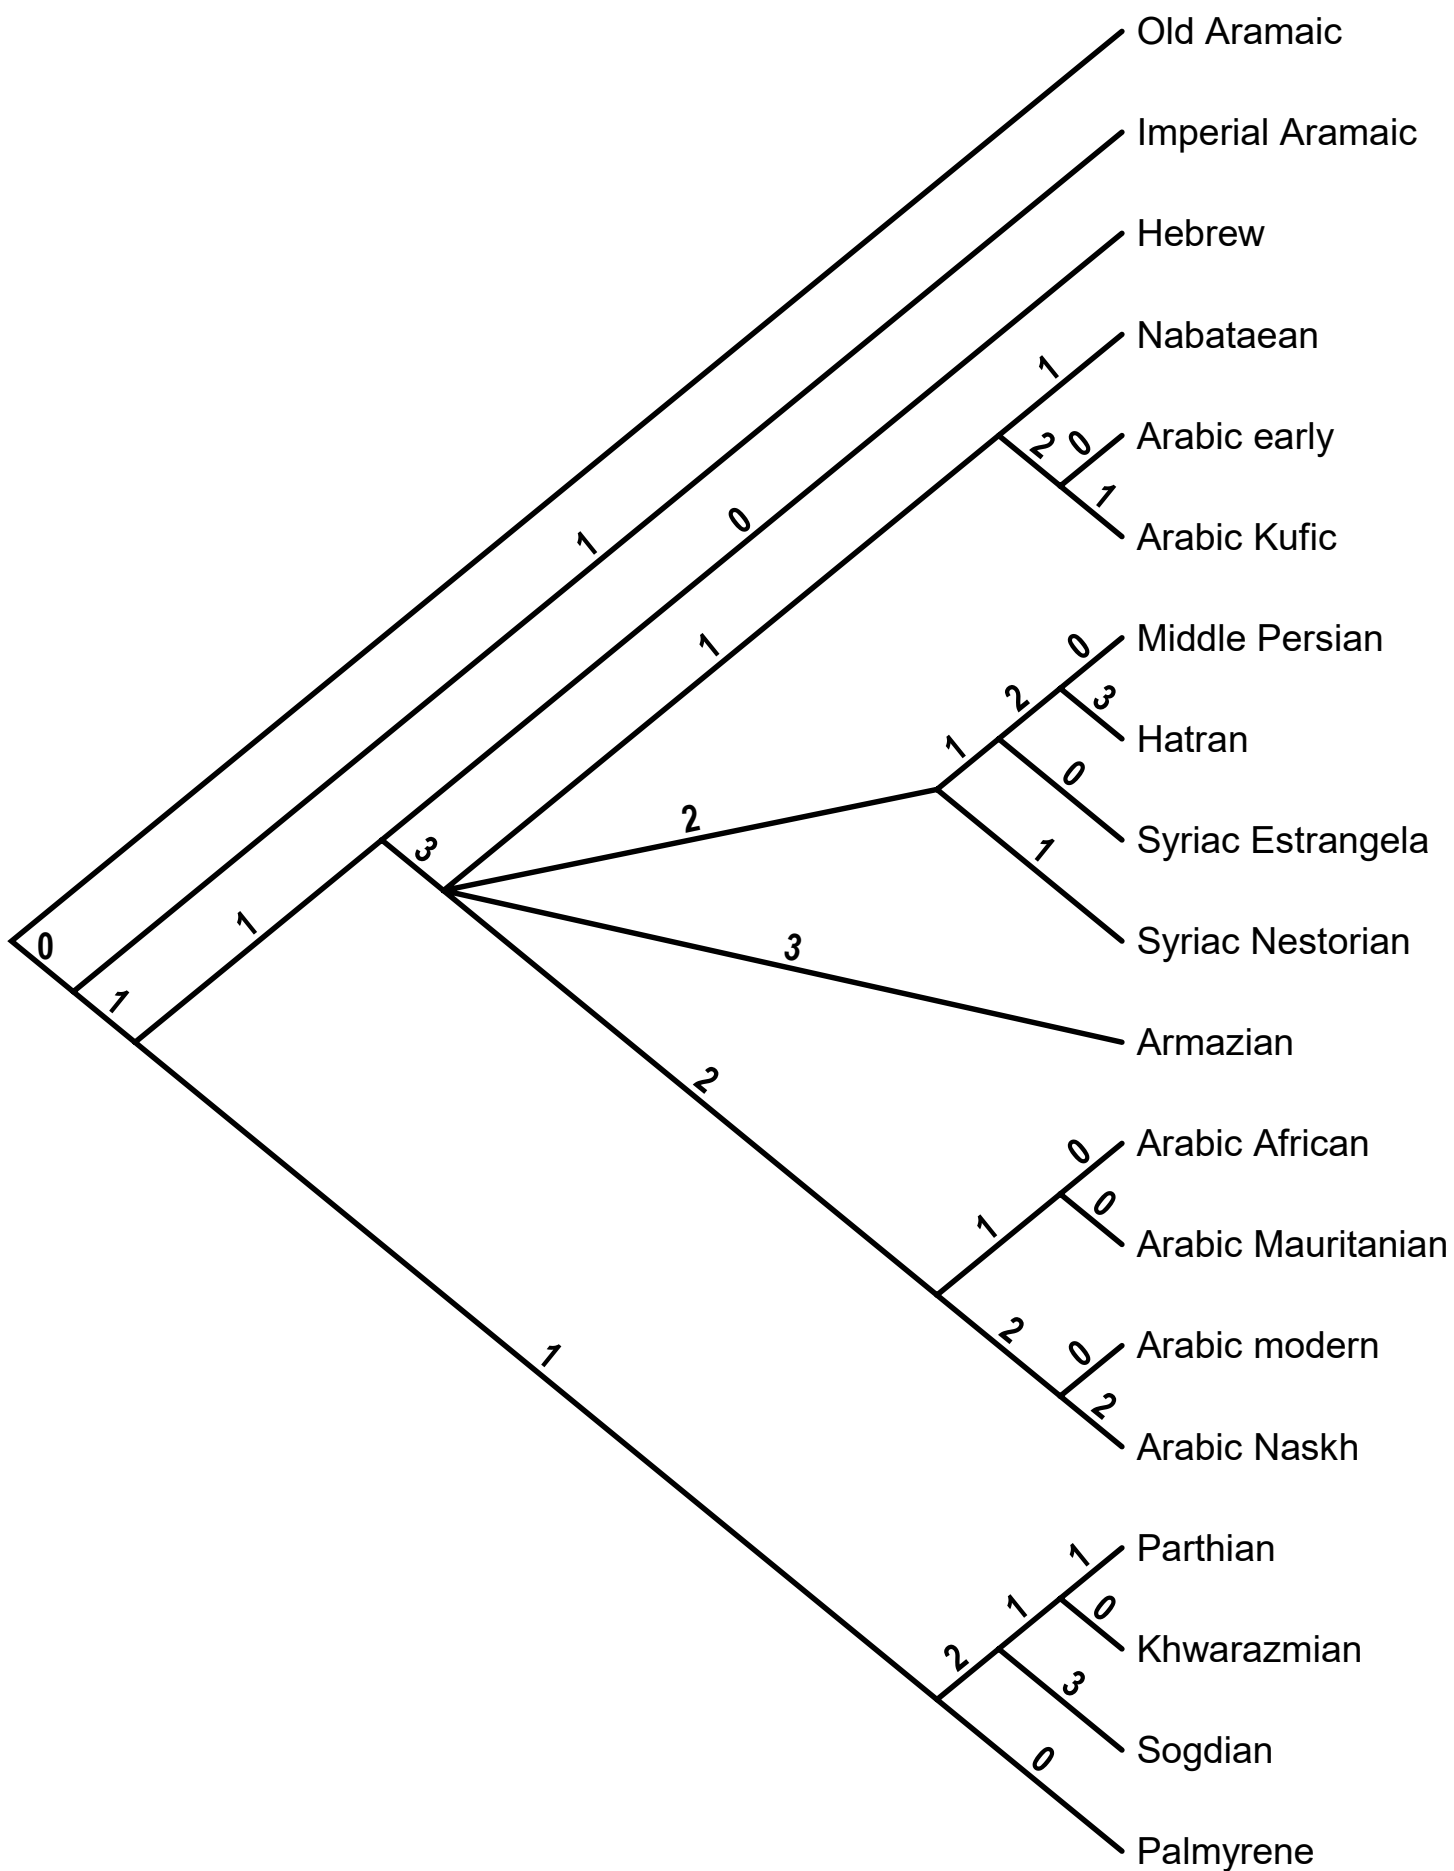 Old Aramaic
Imperial Aramaic
Hebrew
Nabataean
1
Arabic early
2 0
1
Arabic Kufic
1
0
1
Middle Persian
0
2
3
Hatran
1
0
2
Syriac Estrangela
3
1
Syriac Nestorian
1
0
3
1
Armazian
2
Arabic African
0
0
1
Arabic Mauritanian
2
0
Arabic modern
1
2
Arabic Naskh
Parthian
1
1
0
Khwarazmian
2
3
Sogdian
0
Palmyrene